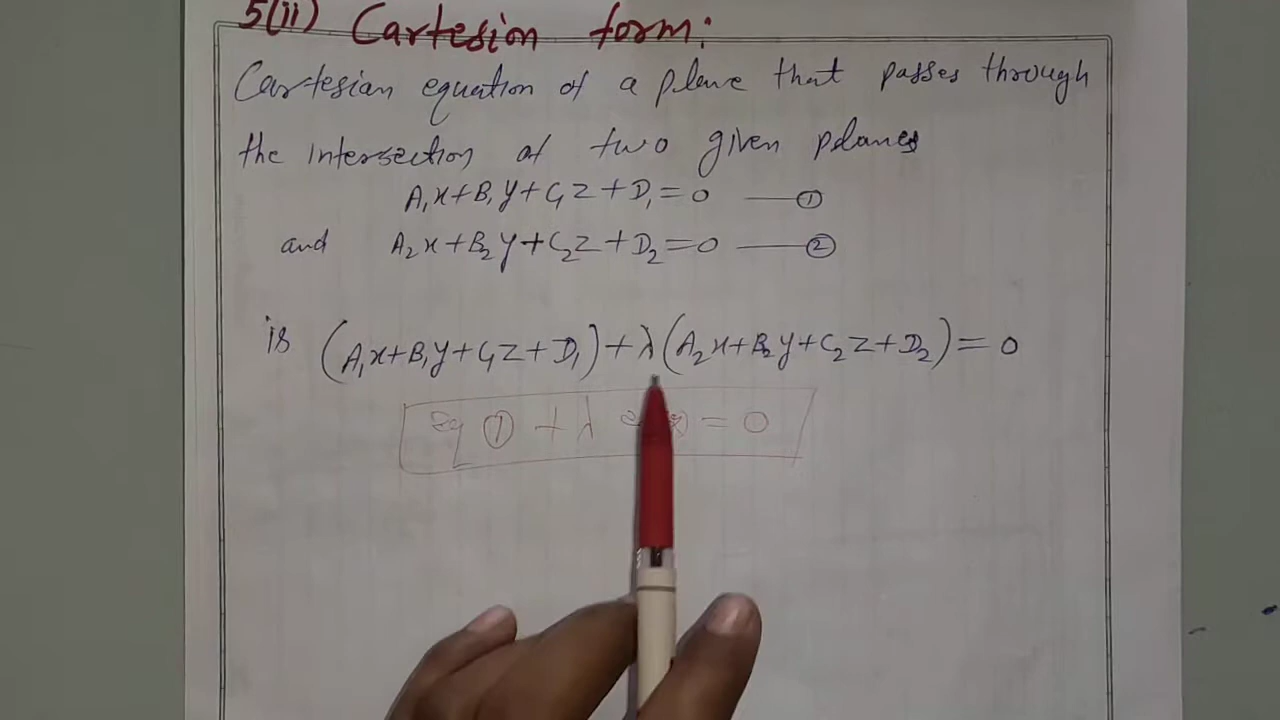 5(ii) Cartesion form:
Cartesian equation of a plane that passes through
the intersection of two given planes
A₁x+B₁y+C₁z+D₁=0 —①
and A₂x+B₂y+C₂z+D₂=0 —②
is (A₁x+B₁y+C₁z+D₁)+λ(A₂x+B₂y+C₂z+D₂)=0
eq ① + λ = 0